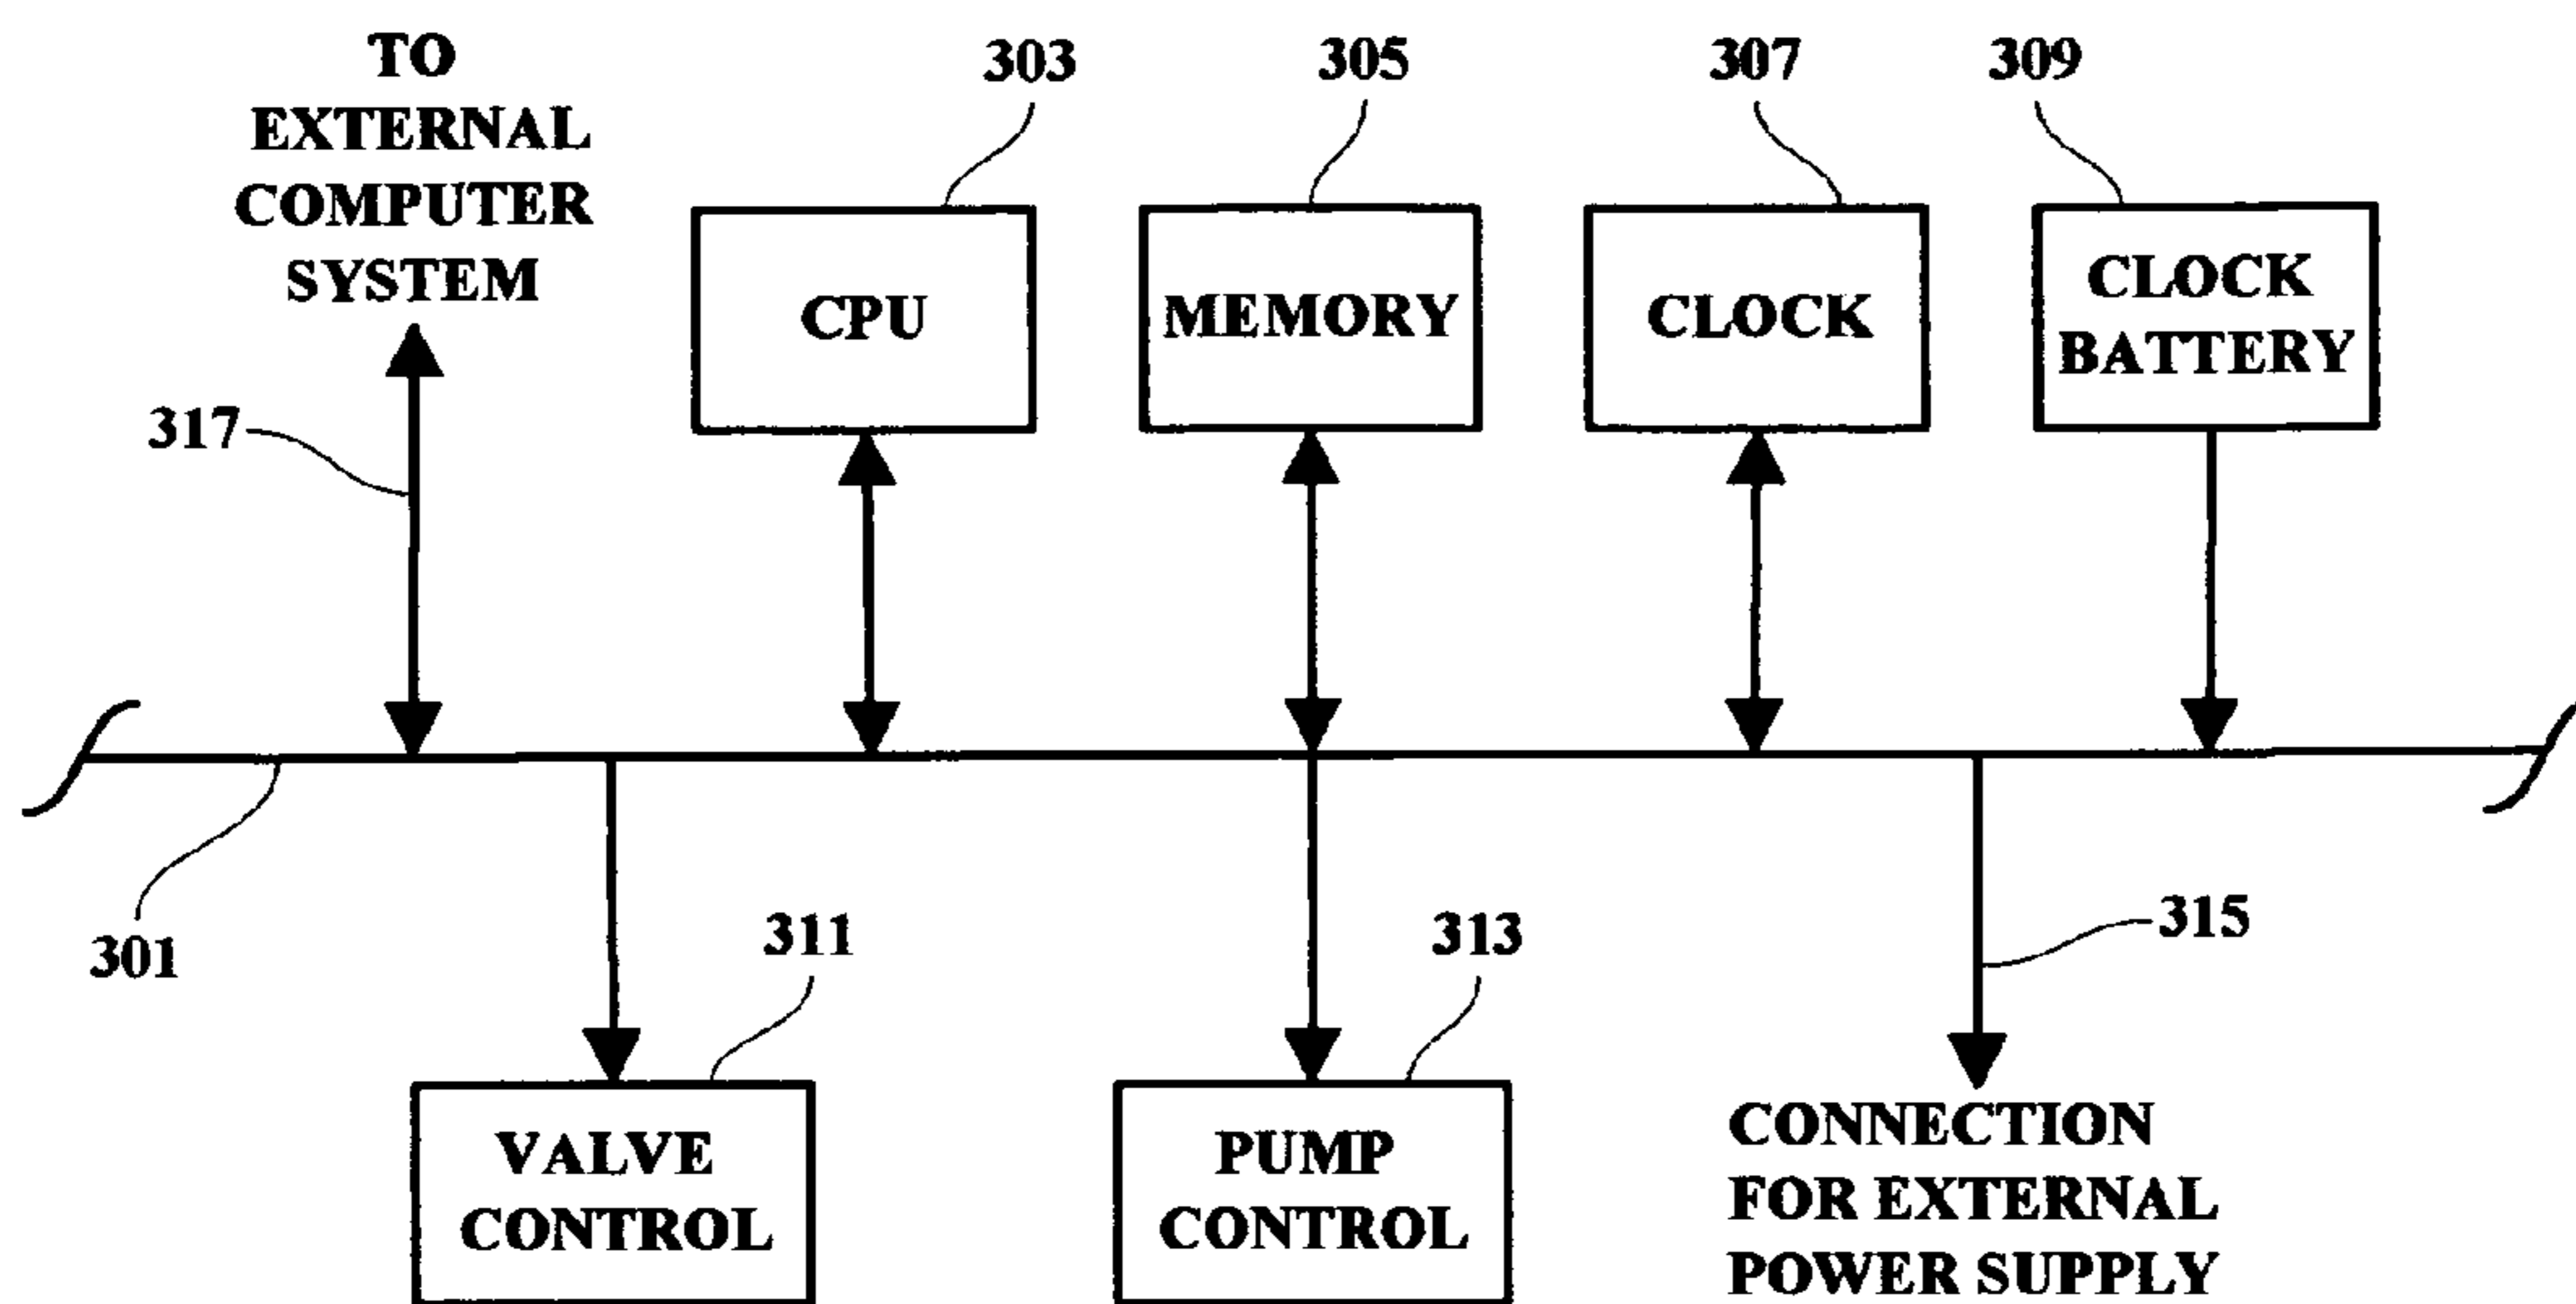 TO
EXTERNAL
COMPUTER
SYSTEM
303
305
307
309
CPU
MEMORY
CLOCK
CLOCK
BATTERY
317
301
311
313
315
VALVE
CONTROL
PUMP
CONTROL
CONNECTION
FOR EXTERNAL
POWER SUPPLY